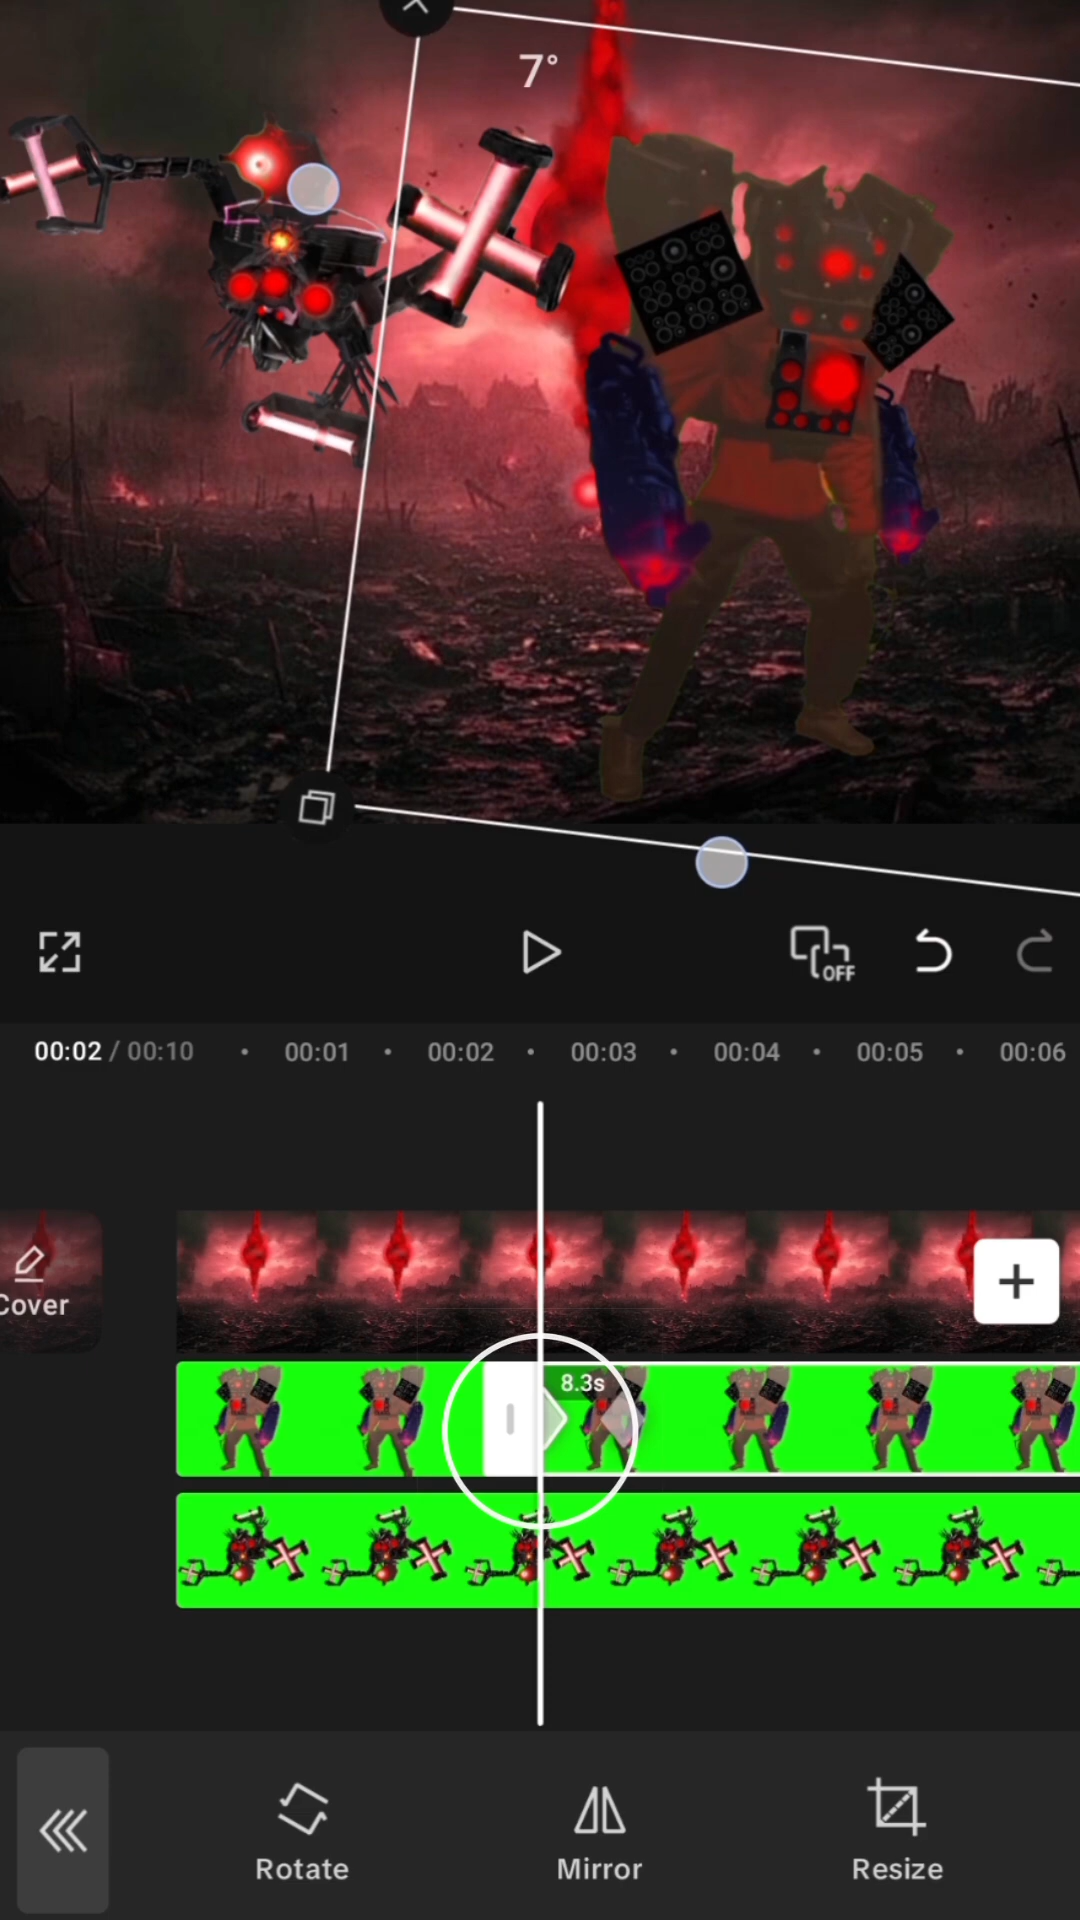 7°
OFF
00:02 / 00:10 • 00:01 • 00:02 • 00:03 • 00:04 • 00:05 • 00:06
Cover
8.3s
Rotate
Mirror
Resize